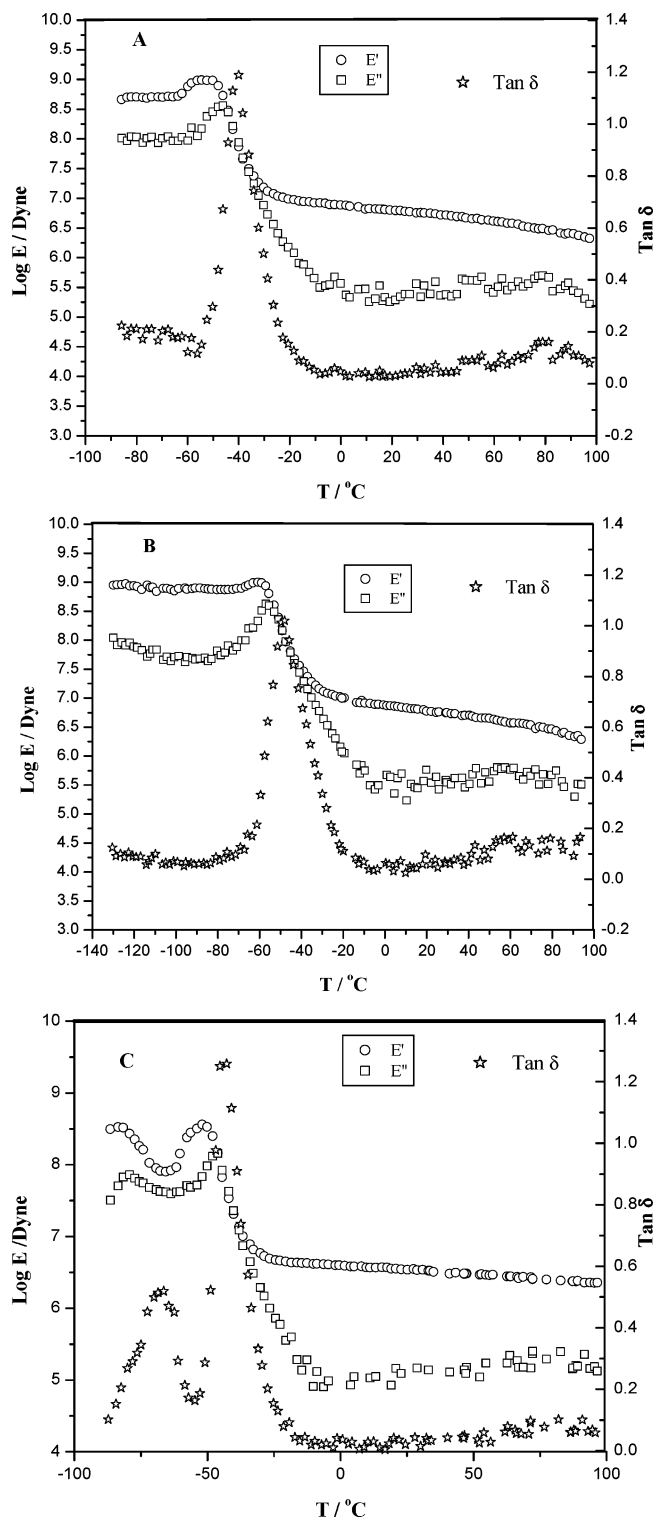 A
E'
E"
Tan δ
10.0
9.5
9.0
8.5
8.0
7.5
7.0
6.5
6.0
5.5
5.0
4.5
4.0
3.5
3.0
Log E / Dyne
1.4
1.2
1.0
0.8
0.6
0.4
0.2
0.0
-0.2
Tan δ
-100 -80 -60 -40 -20 0 20 40 60 80 100
T / °C
B
E'
E"
Tan δ
10.0
9.5
9.0
8.5
8.0
7.5
7.0
6.5
6.0
5.5
5.0
4.5
4.0
3.5
3.0
Log E / Dyne
1.4
1.2
1.0
0.8
0.6
0.4
0.2
0.0
-0.2
Tan δ
-140 -120 -100 -80 -60 -40 -20 0 20 40 60 80 100
T / °C
C
E'
E"
Tan δ
10
9
8
7
6
5
4
Log E /Dyne
1.4
1.2
1.0
0.8
0.6
0.4
0.2
0.0
Tan δ
-100 -50 0 50 100
T / °C